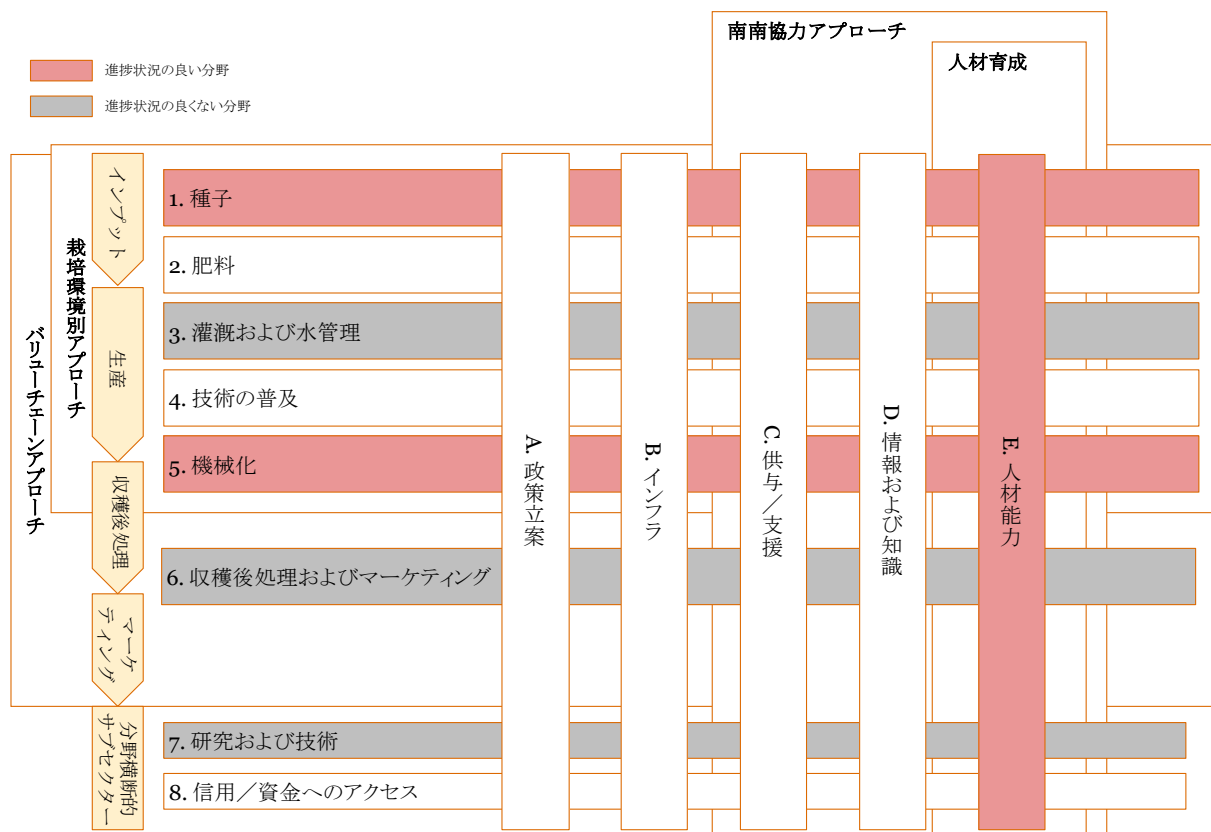 南南協力アプローチ
人材育成
進捗状況の良い分野
進捗状況の良くない分野
バリューチェーンアプローチ
栽培環境別アプローチ
インプット
生産
収穫後処理
マーケ
ティング
分野横断的
サブセクター
1. 種子
2. 肥料
3. 灌漑および水管理
4. 技術の普及
5. 機械化
6. 収穫後処理およびマーケティング
7. 研究および技術
8. 信用／資金へのアクセス
A. 政策立案
B. インフラ
C. 供与／支援
D. 情報および知識
E. 人材能力